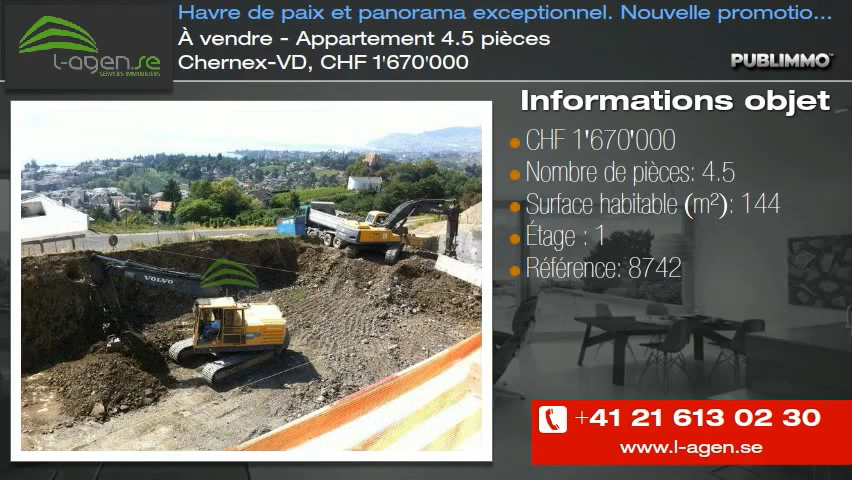 Havre de paix et panorama exceptionnel. Nouvelle promotio...
À vendre - Appartement 4.5 pièces
Chernex-VD, CHF 1'670'000
l-agen.se
SERVICES IMMOBILIERS
PUBLIMMO
Informations objet
CHF 1'670'000
Nombre de pièces: 4.5
Surface habitable (m²): 144
Étage : 1
Référence: 8742
VOLVO
+41 21 613 02 30
www.l-agen.se